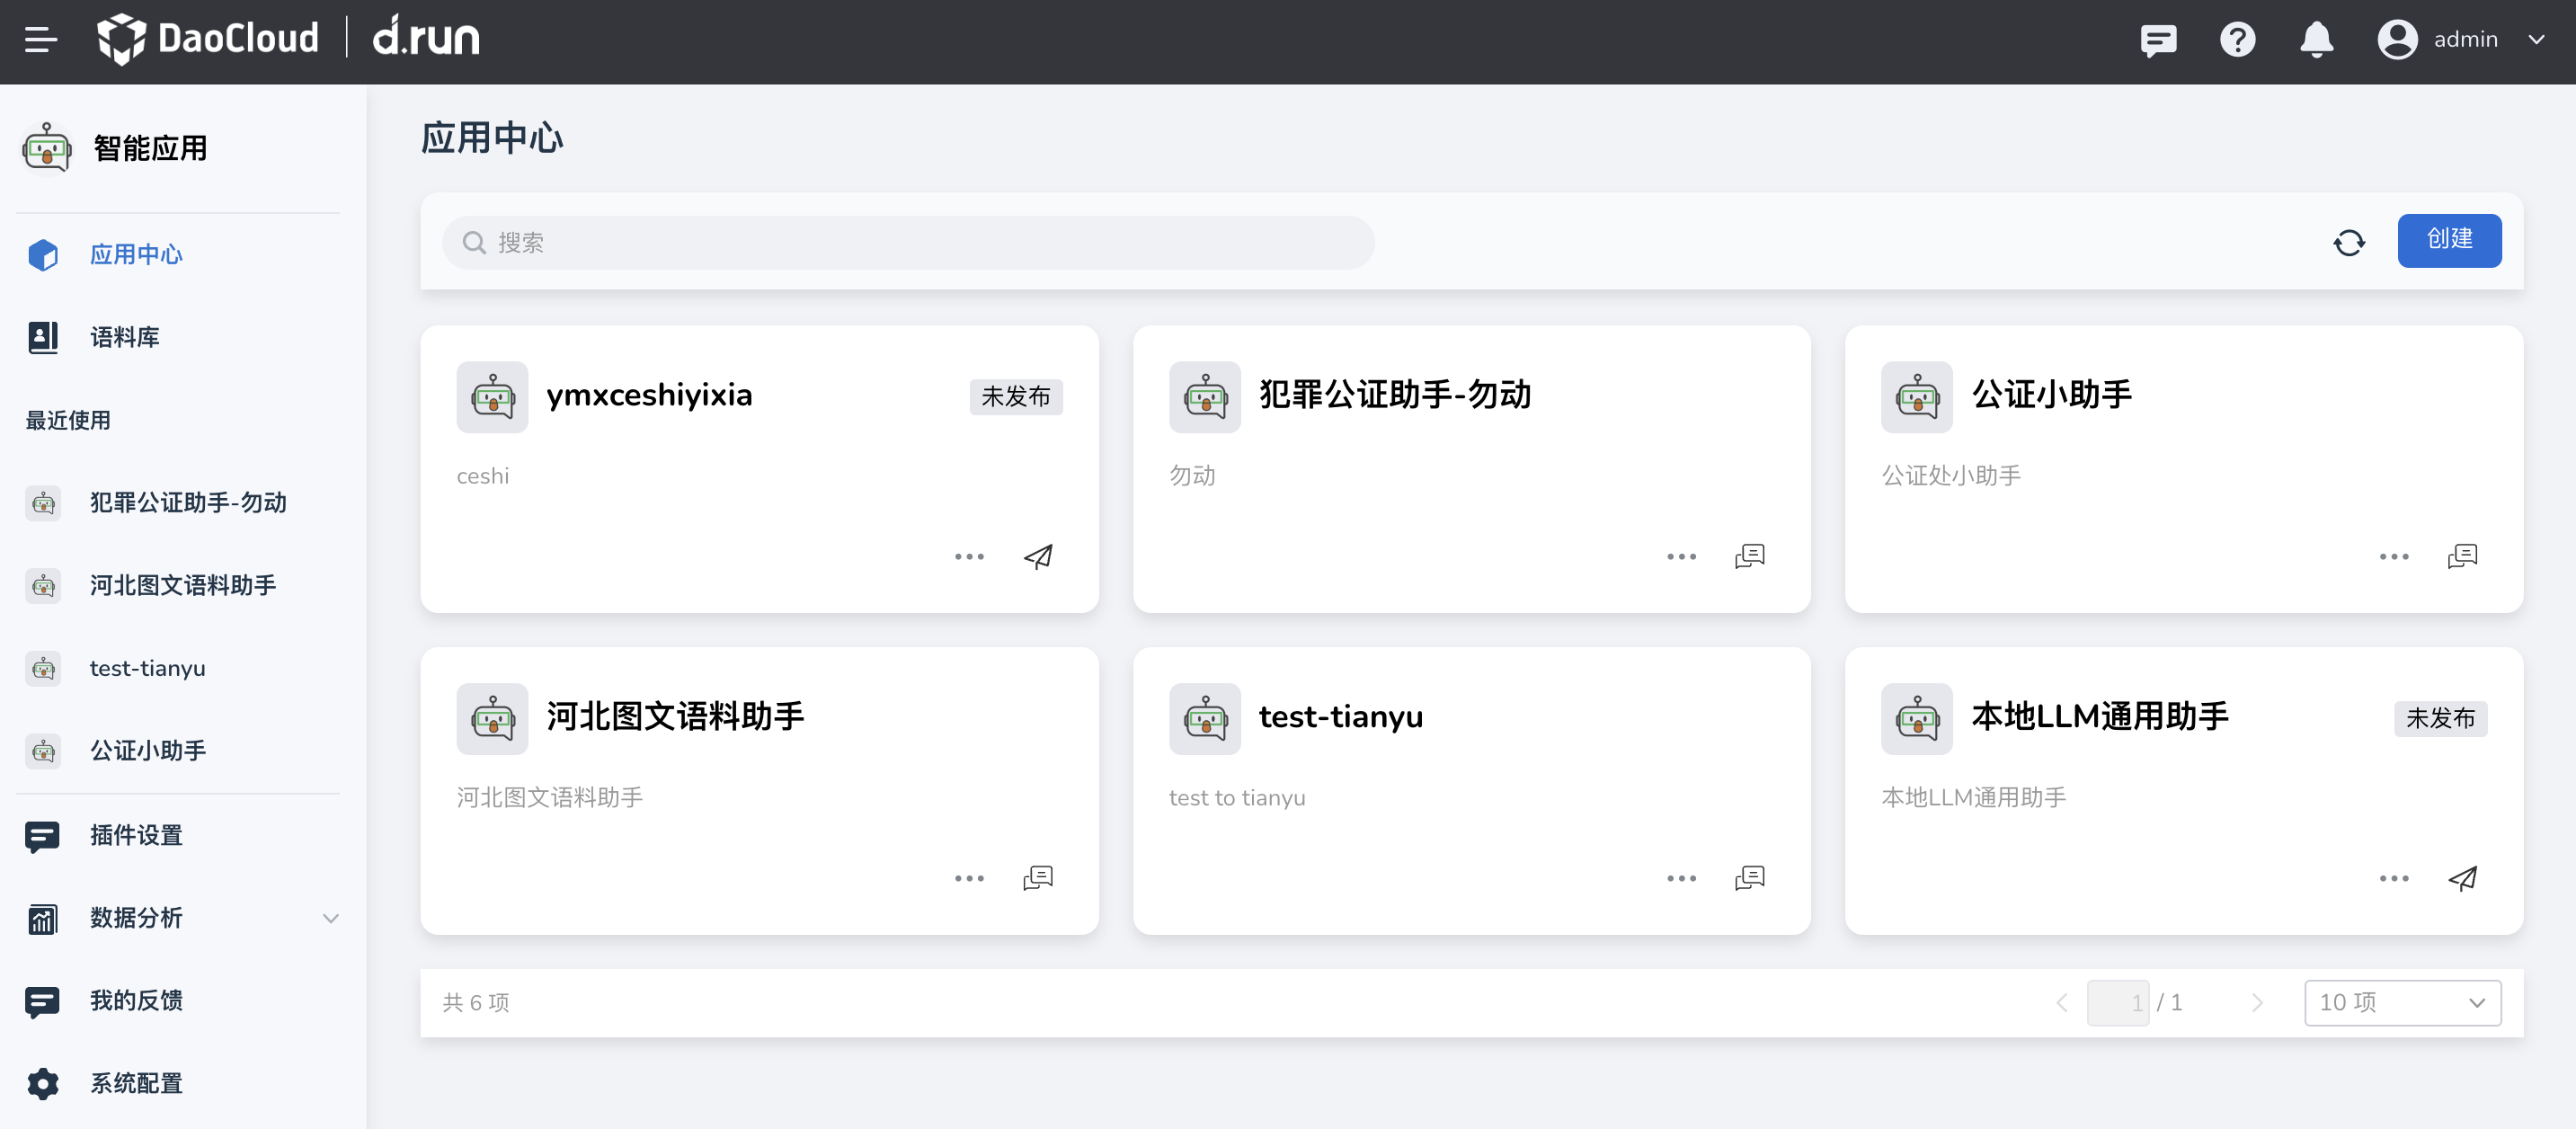 DaoCloud | d.run
admin
智能应用
应用中心
语料库
最近使用
犯罪公证助手-勿动
河北图文语料助手
test-tianyu
公证小助手
插件设置
数据分析
我的反馈
系统配置
应用中心
搜索
创建
ymxceshiyixia
未发布
ceshi
犯罪公证助手-勿动
勿动
公证小助手
公证处小助手
河北图文语料助手
河北图文语料助手
test-tianyu
test to tianyu
本地LLM通用助手
未发布
本地LLM通用助手
共 6 项
1 / 1
10 项